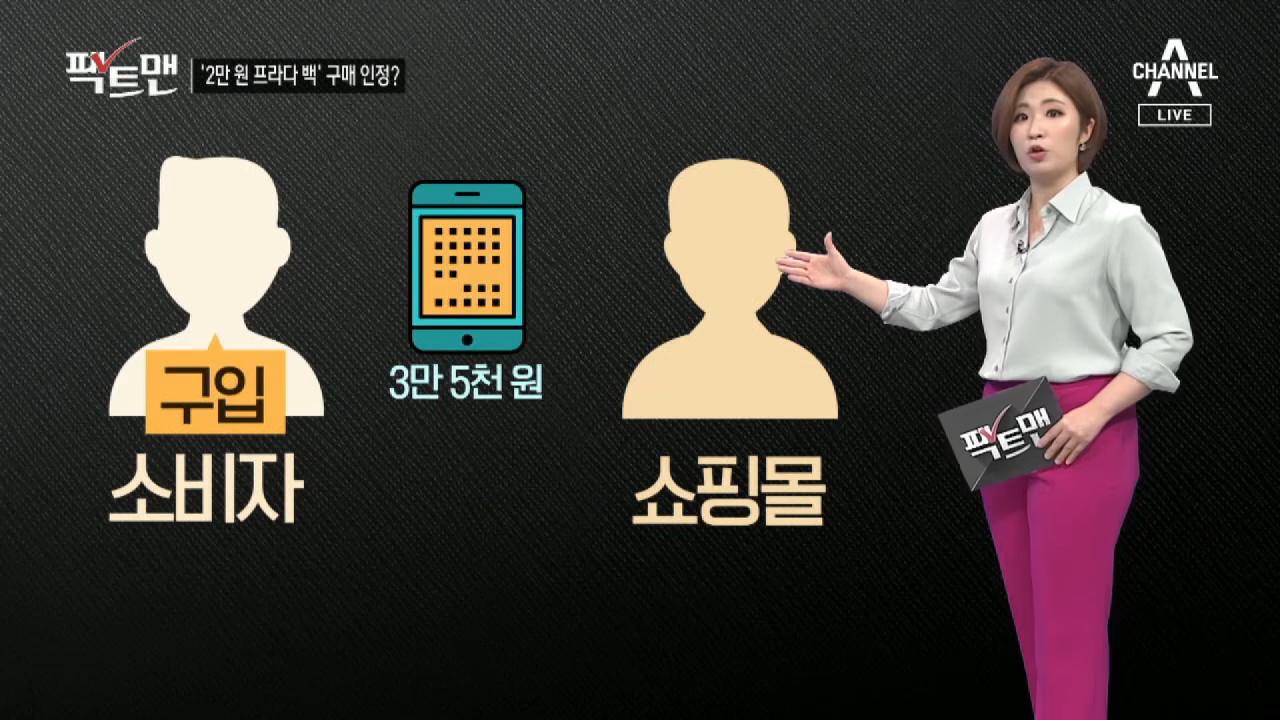 팩트맨
'2만 원 프라다 백' 구매 인정?
CHANNEL A
LIVE
구입
3만 5천 원
소비자
쇼핑몰
팩트맨